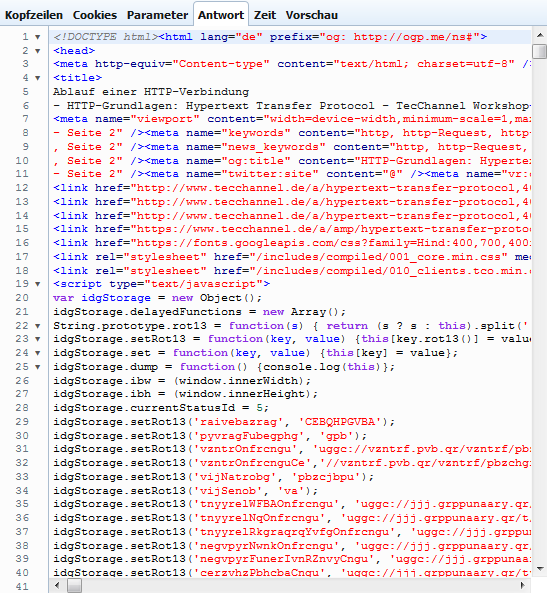 Kopfzeilen Cookies Parameter Antwort Zeit Vorschau
1 <!DOCTYPE html><html lang="de" prefix="og: http://ogp.me/ns#">
2 <head>
3 <meta http-equiv="Content-type" content="text/html; charset=utf-8" /
4 <title>
5 Ablauf einer HTTP-Verbindung
6 - HTTP-Grundlagen: Hypertext Transfer Protocol - TecChannel Workshop
7 <meta name="viewport" content="width=device-width,minimum-scale=1,ma
8 - Seite 2" /><meta name="keywords" content="http, http-Request, http
9 , Seite 2" /><meta name="news_keywords" content="http, http-Request,
10 , Seite 2" /><meta name="og:title" content="HTTP-Grundlagen: Hyperte
11 - Seite 2" /><meta name="twitter:site" content="@" /><meta name="vr:
12 <link href="http://www.tecchannel.de/a/hypertext-transfer-protocol,4
13 <link href="http://www.tecchannel.de/a/hypertext-transfer-protocol,4
14 <link href="http://www.tecchannel.de/a/hypertext-transfer-protocol,4
15 <link href="https://www.tecchannel.de/a/amp/hypertext-transfer-proto
16 <link href="https://fonts.googleapis.com/css?family=Hind:400,700,400
17 <link rel="stylesheet" href="/includes/compiled/001_core.min.css" me
18 <link rel="stylesheet" href="/includes/compiled/010_clients.tco.min.
19 <script type="text/javascript">
20 var idgStorage = new Object();
21 idgStorage.delayedFunctions = new Array();
22 String.prototype.rot13 = function(s) { return (s ? s : this).split('
23 idgStorage.setRot13 = function(key, value) {this[key.rot13()] = valu
24 idgStorage.set = function(key, value) {this[key] = value};
25 idgStorage.dump = function() {console.log(this)};
26 idgStorage.ibw = (window.innerWidth);
27 idgStorage.ibh = (window.innerHeight);
28 idgStorage.currentStatusId = 5;
29 idgStorage.setRot13('raivebazrag', 'CEBQHPGVBA');
30 idgStorage.setRot13('pyvragFubegphg', 'gpb');
31 idgStorage.setRot13('vzntrOnfrengu', 'uggc://vzntrf.pvb.qr/vzntrf/pb
32 idgStorage.setRot13('vzntrOnfrenguCe','//vzntrf.pvb.qr/vzntrf/pbzchg
33 idgStorage.setRot13('vijNatrobg', 'pbzcjbpu');
34 idgStorage.setRot13('vijSenob', 'va');
35 idgStorage.setRot13('tnyyrelWFBAOnfrcngu', 'uggc://jjj.grppunaary.qr/
36 idgStorage.setRot13('tnyyrelNqOnfrcngu', 'uggc://jjj.grppunaary.qr/t
37 idgStorage.setRot13('tnyyrelRkgraqrqYvfgOnfrcngu', 'uggc://jjj.grppu
38 idgStorage.setRot13('negvpyrNwnkOnfrcngu', 'uggc://jjj.grppunaary.qr
39 idgStorage.setRot13('negvpyrFunerIvnRZnvyCngu', 'uggc://jjj.grppunaa
40 idgStorage.setRot13('cerzvhzPbhcbaCngu', 'uggc://jjj.grppunaary.qr/t
41